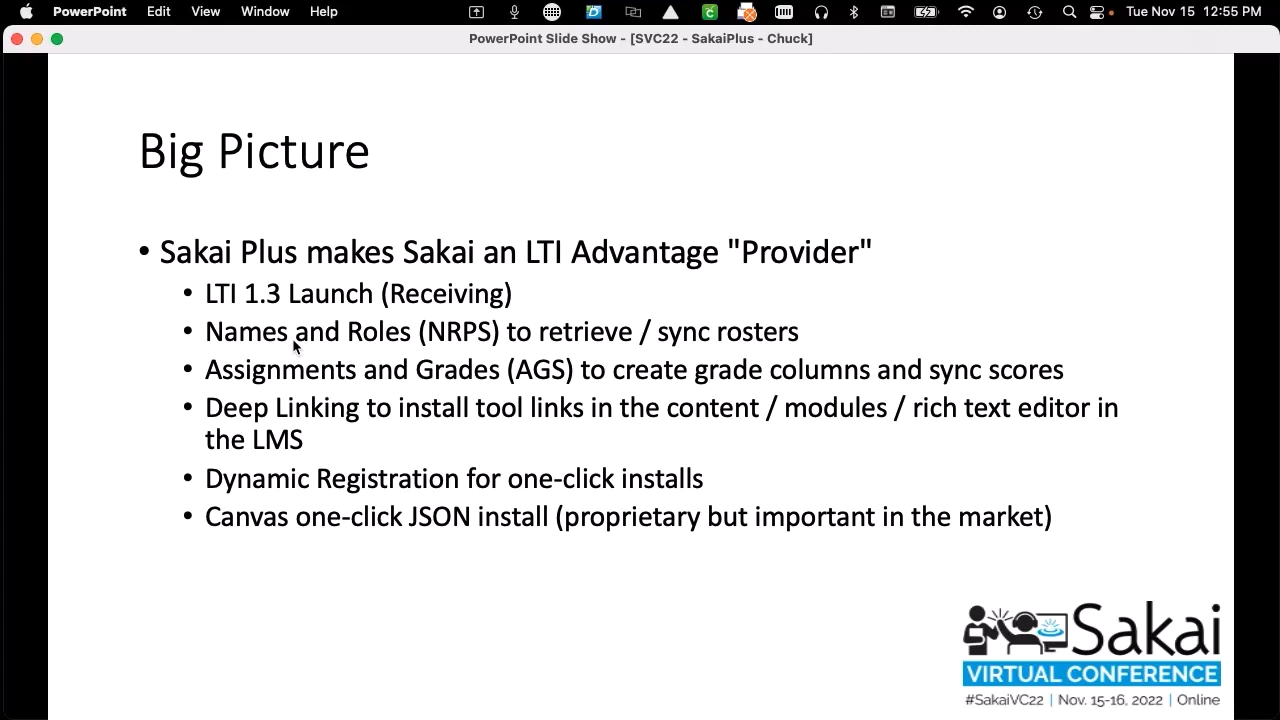 PowerPoint Edit View Window Help Tue Nov 15 12:55 PM
PowerPoint Slide Show - [SVC22 - SakaiPlus - Chuck]
Big Picture
• Sakai Plus makes Sakai an LTI Advantage "Provider"
• LTI 1.3 Launch (Receiving)
• Names and Roles (NRPS) to retrieve / sync rosters
• Assignments and Grades (AGS) to create grade columns and sync scores
• Deep Linking to install tool links in the content / modules / rich text editor in
the LMS
• Dynamic Registration for one-click installs
• Canvas one-click JSON install (proprietary but important in the market)
Sakai
VIRTUAL CONFERENCE
#SakaiVC22 | Nov. 15-16, 2022 | Online